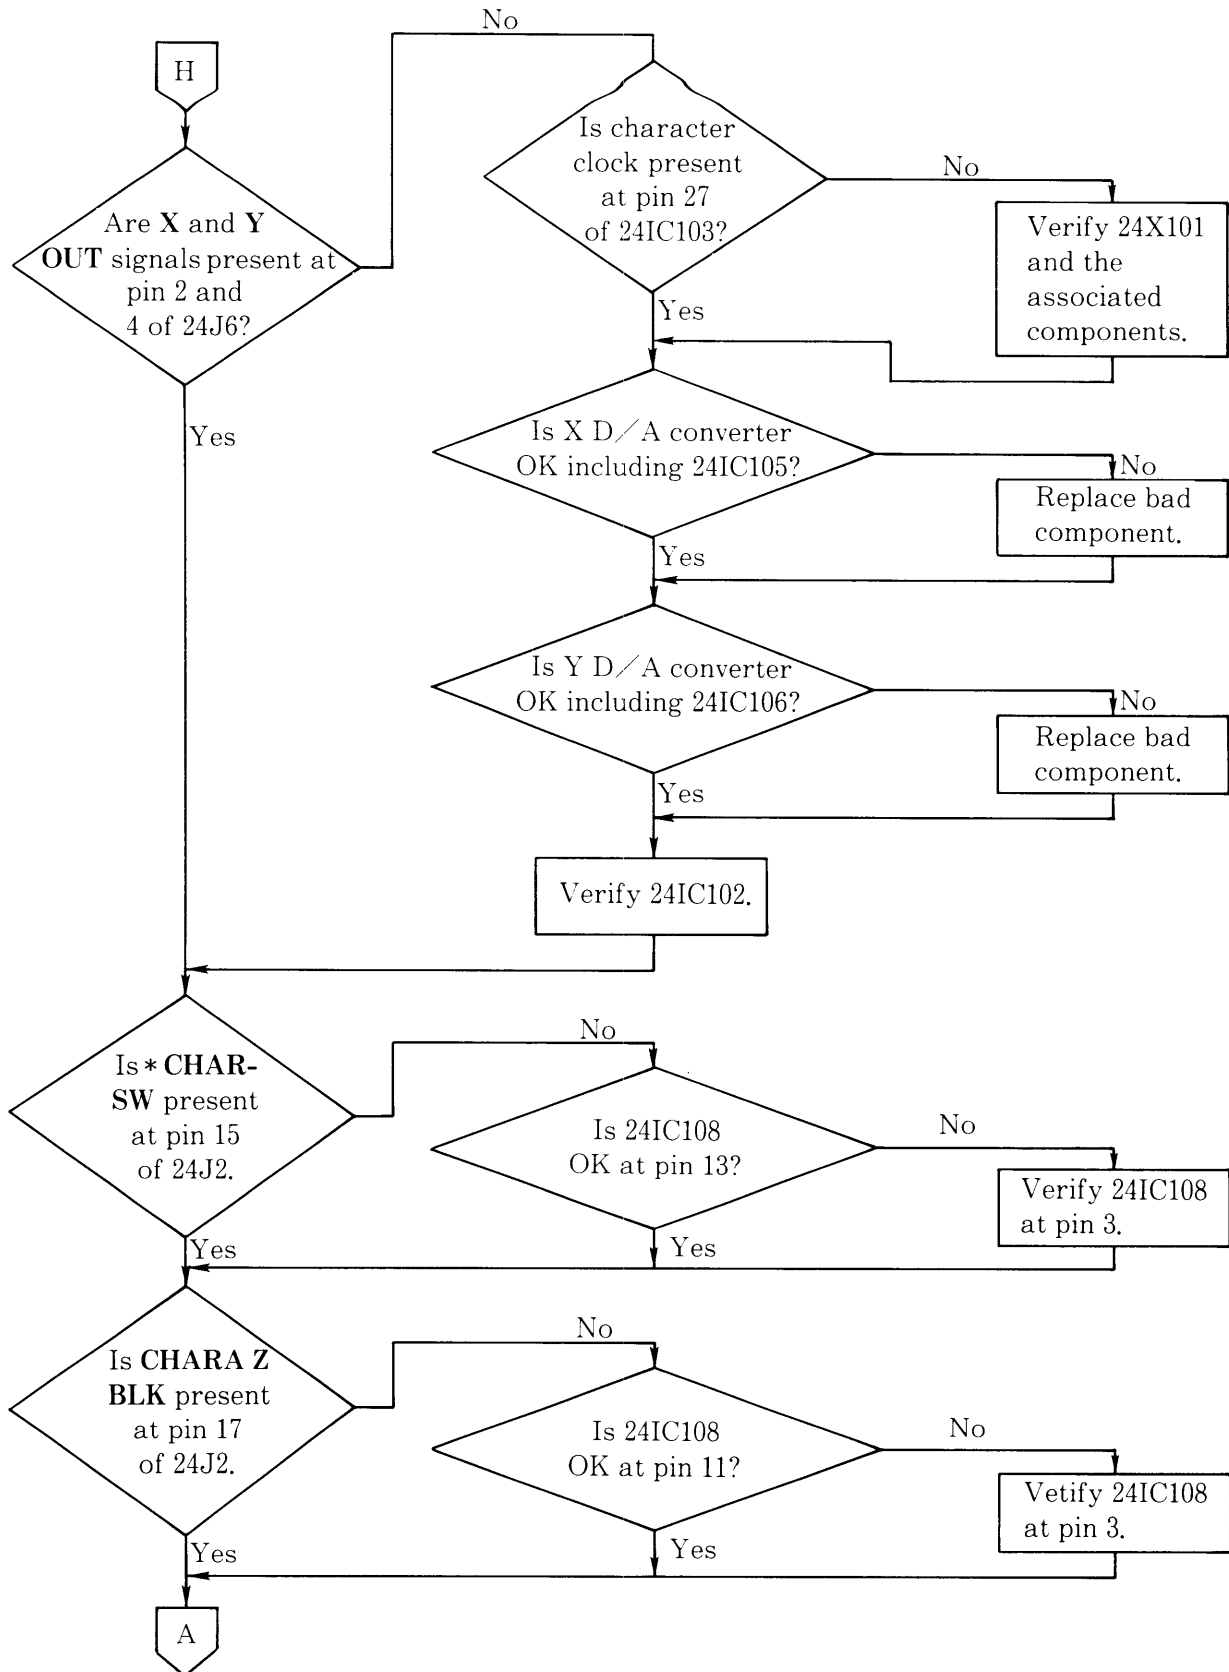 H
No
Are X and Y
OUT signals present at
pin 2 and
4 of 24J6?
Yes
Is character
clock present
at pin 27
of 24IC103?
No
Verify 24X101
and the
associated
components.
Yes
Is X D/A converter
OK including 24IC105?
No
Replace bad
component.
Yes
Is Y D/A converter
OK including 24IC106?
No
Replace bad
component.
Yes
Verify 24IC102.
Is * CHAR-
SW present
at pin 15
of 24J2.
No
Is 24IC108
OK at pin 13?
No
Verify 24IC108
at pin 3.
Yes
Yes
Is CHARA Z
BLK present
at pin 17
of 24J2.
No
Is 24IC108
OK at pin 11?
No
Vetify 24IC108
at pin 3.
Yes
Yes
A